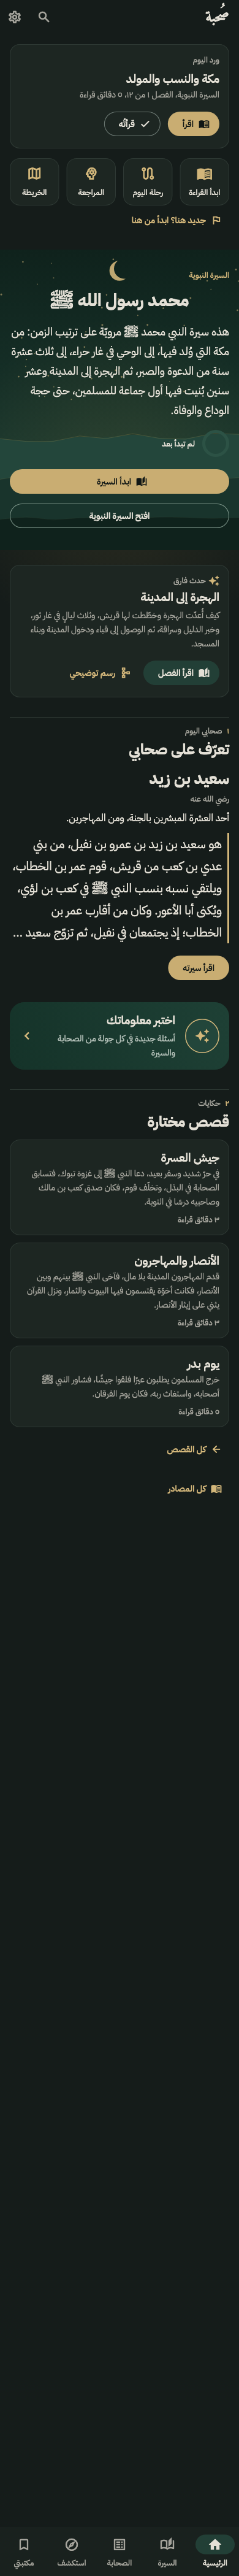 صُحبة
ورد اليوم
مكة والنسب والمولد
السيرة النبوية، الفصل ١ من ١٢، ٥ دقائق قراءة
اقرأ
قرأتُه
ابدأ القراءة
رحلة اليوم
المراجعة
الخريطة
جديد هنا؟ ابدأ من هنا
السيرة النبوية
محمد رسول الله ﷺ
هذه سيرة النبي محمد ﷺ مرويّة على ترتيب الزمن: من
مكة التي وُلد فيها، إلى الوحي في غار حراء، إلى ثلاث عشرة
سنة من الدعوة والصبر، ثم الهجرة إلى المدينة وعشر
سنين بُنيت فيها أول جماعة للمسلمين، حتى حجة
الوداع والوفاة.
لم تبدأ بعد
ابدأ السيرة
افتح السيرة النبوية
حدث فارق
الهجرة إلى المدينة
كيف أُعدّت الهجرة وخُطّطت لها قريش، وثلاث ليالٍ في غار ثور،
وخبر الدليل وسراقة، ثم الوصول إلى قباء ودخول المدينة وبناء
المسجد.
اقرأ الفصل
رسم توضيحي
١ صحابي اليوم
تعرّف على صحابي
سعيد بن زيد
رضي الله عنه
أحد العشرة المبشرين بالجنة، ومن المهاجرين.
هو سعيد بن زيد بن عمرو بن نفيل، من بني
عدي بن كعب من قريش، قوم عمر بن الخطاب،
ويلتقي نسبه بنسب النبي ﷺ في كعب بن لؤي،
ويُكنى أبا الأعور. وكان من أقارب عمر بن
الخطاب؛ إذ يجتمعان في نفيل، ثم تزوّج سعيد ...
اقرأ سيرته
اختبر معلوماتك
أسئلة جديدة في كل جولة من الصحابة
والسيرة
٢ حكايات
قصص مختارة
جيش العسرة
في حرّ شديد وسفر بعيد، دعا النبي ﷺ إلى غزوة تبوك، فتسابق
الصحابة في البذل، وتخلّف قوم، فكان صدق كعب بن مالك
وصاحبيه درسًا في التوبة.
٣ دقائق قراءة
الأنصار والمهاجرون
قدم المهاجرون المدينة بلا مال، فآخى النبي ﷺ بينهم وبين
الأنصار، فكانت أخوّة يقتسمون فيها البيوت والثمار، ونزل القرآن
يثني على إيثار الأنصار.
٣ دقائق قراءة
يوم بدر
خرج المسلمون يطلبون عيرًا فلقوا جيشًا، فشاور النبي ﷺ
أصحابه، واستغاث ربه، فكان يوم الفرقان.
٥ دقائق قراءة
كل القصص
كل المصادر
الرئيسية
السيرة
الصحابة
استكشف
مكتبتي